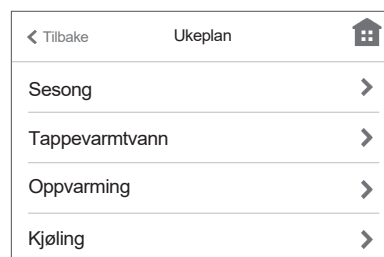 Tilbake Ukeplan
Sesong
Tappevarmtvann
Oppvarming
Kjøling